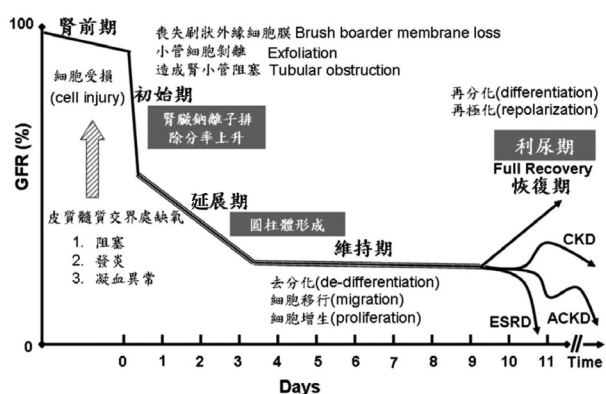 100
GFR (%)
0
腎前期
細胞受損
(cell injury)
皮質髓質交界處缺氧
1. 阻塞
2. 發炎
3. 凝血異常
喪失刷狀外緣細胞膜 Brush boarder membrane loss
小管細胞剝離 Exfoliation
造成腎小管阻塞 Tubular obstruction
初始期
腎臟鈉離子排
除分率上升
延展期
圓柱體形成
維持期
去分化(de-differentiation)
細胞移行(migration)
細胞增生(proliferation)
再分化(differentiation)
再極化(repolarization)
利尿期
Full Recovery
恢復期
CKD
ACKD
ESRD
0 1 2 3 4 5 6 7 8 9 10 11 Time
Days